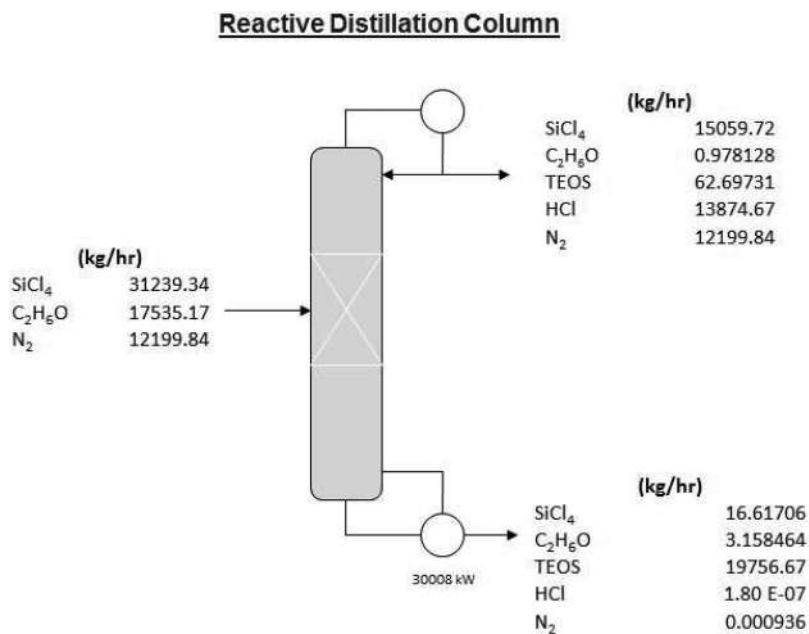 Reactive Distillation Column
(kg/hr)
SiCl₄ 15059.72
C₂H₆O 0.978128
TEOS 62.69731
HCl 13874.67
N₂ 12199.84
(kg/hr)
SiCl₄ 31239.34
C₂H₆O 17535.17
N₂ 12199.84
(kg/hr)
SiCl₄ 16.61706
C₂H₆O 3.158464
TEOS 19756.67
HCl 1.80 E-07
N₂ 0.000936
30008 kW